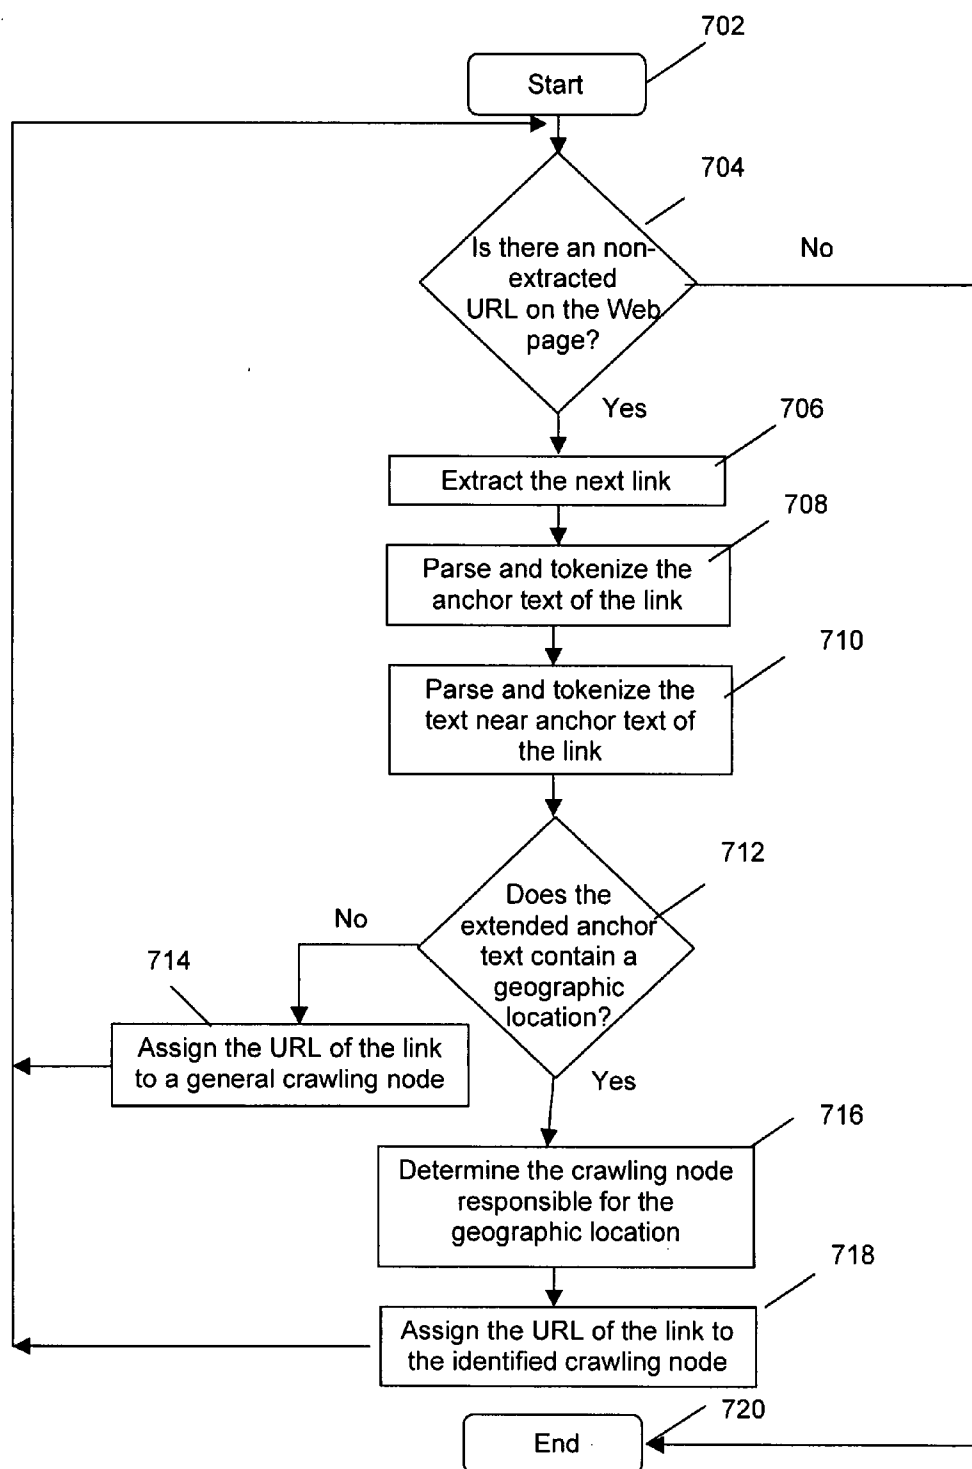 702
Start
704
Is there an non-
extracted
URL on the Web
page?
No
Yes
706
Extract the next link
708
Parse and tokenize the
anchor text of the link
710
Parse and tokenize the
text near anchor text of
the link
712
Does the
extended anchor
text contain a
geographic
location?
No
714
Assign the URL of the link
to a general crawling node
Yes
716
Determine the crawling node
responsible for the
geographic location
718
Assign the URL of the link to
the identified crawling node
720
End